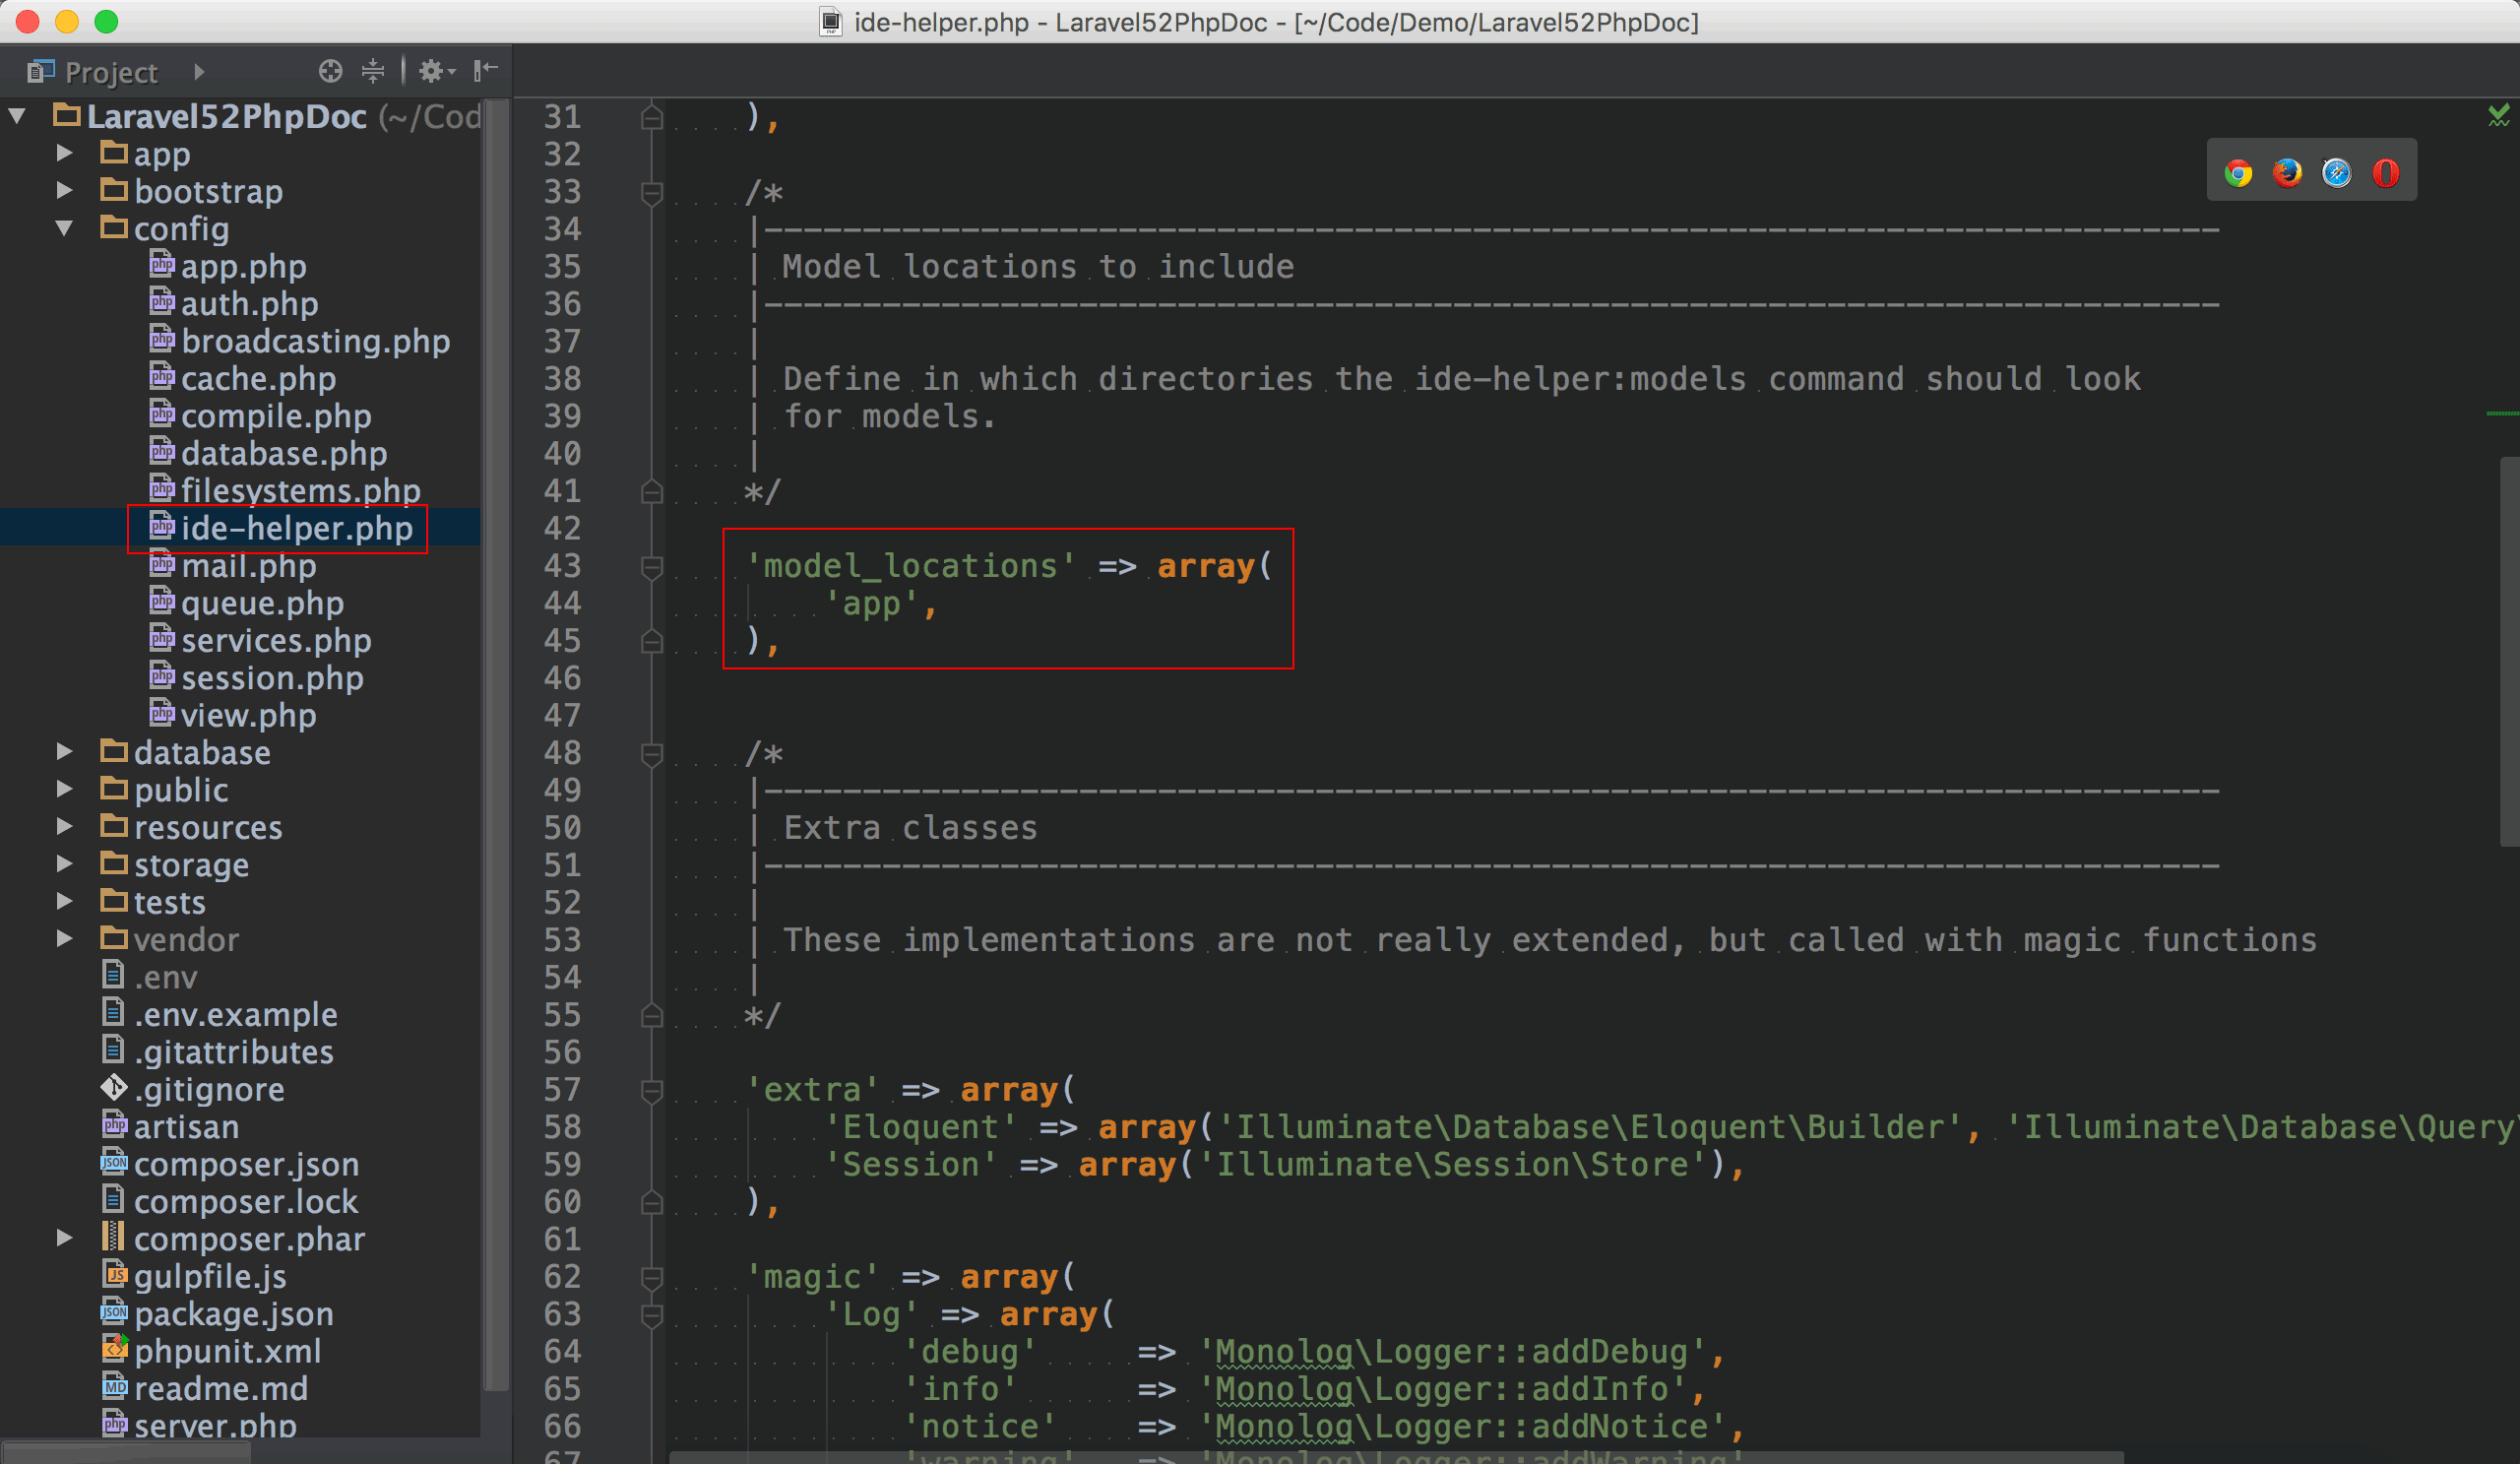 ide-helper.php - Laravel52PhpDoc - [~/Code/Demo/Laravel52PhpDoc]
Project
Laravel52PhpDoc (~/Cod
app
bootstrap
config
app.php
auth.php
broadcasting.php
cache.php
compile.php
database.php
filesystems.php
ide-helper.php
mail.php
queue.php
services.php
session.php
view.php
database
public
resources
storage
tests
vendor
.env
.env.example
.gitattributes
.gitignore
artisan
composer.json
composer.lock
composer.phar
gulpfile.js
package.json
phpunit.xml
readme.md
server.php
31 ),
32
33 /*
34 |--------------------------------------------------------------------------
35 | Model locations to include
36 |--------------------------------------------------------------------------
37 |
38 | Define in which directories the ide-helper:models command should look
39 | for models.
40 |
41 */
42
43 'model_locations' => array(
44 'app',
45 ),
46
47
48 /*
49 |--------------------------------------------------------------------------
50 | Extra classes
51 |--------------------------------------------------------------------------
52 |
53 | These implementations are not really extended, but called with magic functions
54 |
55 */
56
57 'extra' => array(
58 'Eloquent' => array('Illuminate\Database\Eloquent\Builder', 'Illuminate\Database\Query\
59 'Session' => array('Illuminate\Session\Store'),
60 ),
61
62 'magic' => array(
63 'Log' => array(
64 'debug' => 'Monolog\Logger::addDebug',
65 'info' => 'Monolog\Logger::addInfo',
66 'notice' => 'Monolog\Logger::addNotice',
67 'warning' => 'Monolog\Logger::addWarning'